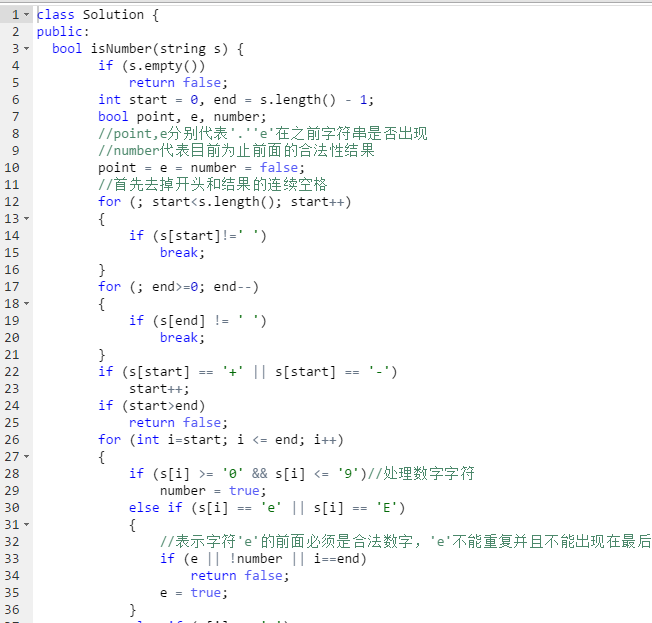 1 class Solution {
2 public:
3 bool isNumber(string s) {
4 if (s.empty())
5 return false;
6 int start = 0, end = s.length() - 1;
7 bool point, e, number;
8 //point,e分别代表'.''e'在之前字符串是否出现
9 //number代表目前为止前面的合法性结果
10 point = e = number = false;
11 //首先去掉开头和结果的连续空格
12 for (; start<s.length(); start++)
13 {
14 if (s[start]!=' ')
15 break;
16 }
17 for (; end>=0; end--)
18 {
19 if (s[end] != ' ')
20 break;
21 }
22 if (s[start] == '+' || s[start] == '-')
23 start++;
24 if (start>end)
25 return false;
26 for (int i=start; i <= end; i++)
27 {
28 if (s[i] >= '0' && s[i] <= '9')//处理数字字符
29 number = true;
30 else if (s[i] == 'e' || s[i] == 'E')
31 {
32 //表示字符'e'的前面必须是合法数字，'e'不能重复并且不能出现在最后
33 if (e || !number || i==end)
34 return false;
35 e = true;
36 }